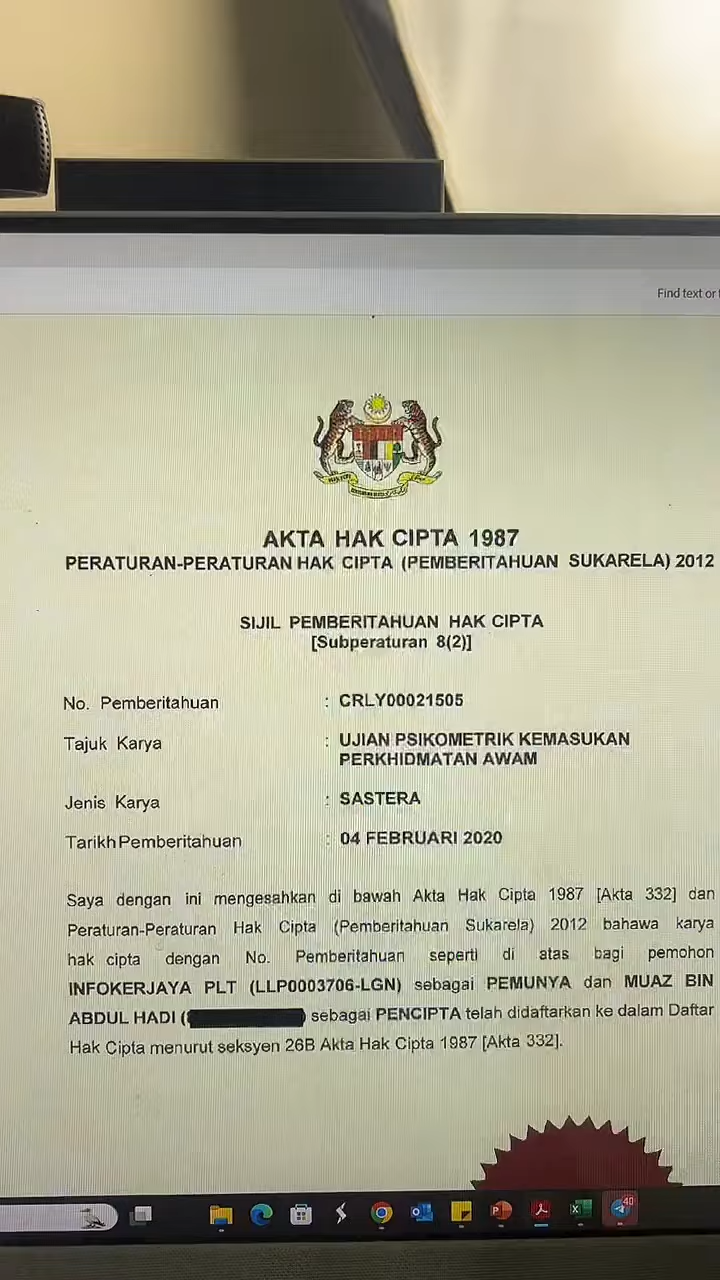 Find text or
AKTA HAK CIPTA 1987
PERATURAN-PERATURAN HAK CIPTA (PEMBERITAHUAN SUKARELA) 2012
SIJIL PEMBERITAHUAN HAK CIPTA
[Subperaturan 8(2)]
No. Pemberitahuan : CRLY00021505
Tajuk Karya : UJIAN PSIKOMETRIK KEMASUKAN
PERKHIDMATAN AWAM
Jenis Karya : SASTERA
Tarikh Pemberitahuan : 04 FEBRUARI 2020
Saya dengan ini mengesahkan di bawah Akta Hak Cipta 1987 [Akta 332] dan
Peraturan-Peraturan Hak Cipta (Pemberitahuan Sukarela) 2012 bahawa karya
hak cipta dengan No. Pemberitahuan seperti di atas bagi pemohon
INFOKERJAYA PLT (LLP0003706-LGN) sebagai PEMUNYA dan MUAZ BIN
ABDUL HADI ( ) sebagai PENCIPTA telah didaftarkan ke dalam Daftar
Hak Cipta menurut seksyen 26B Akta Hak Cipta 1987 [Akta 332].
40